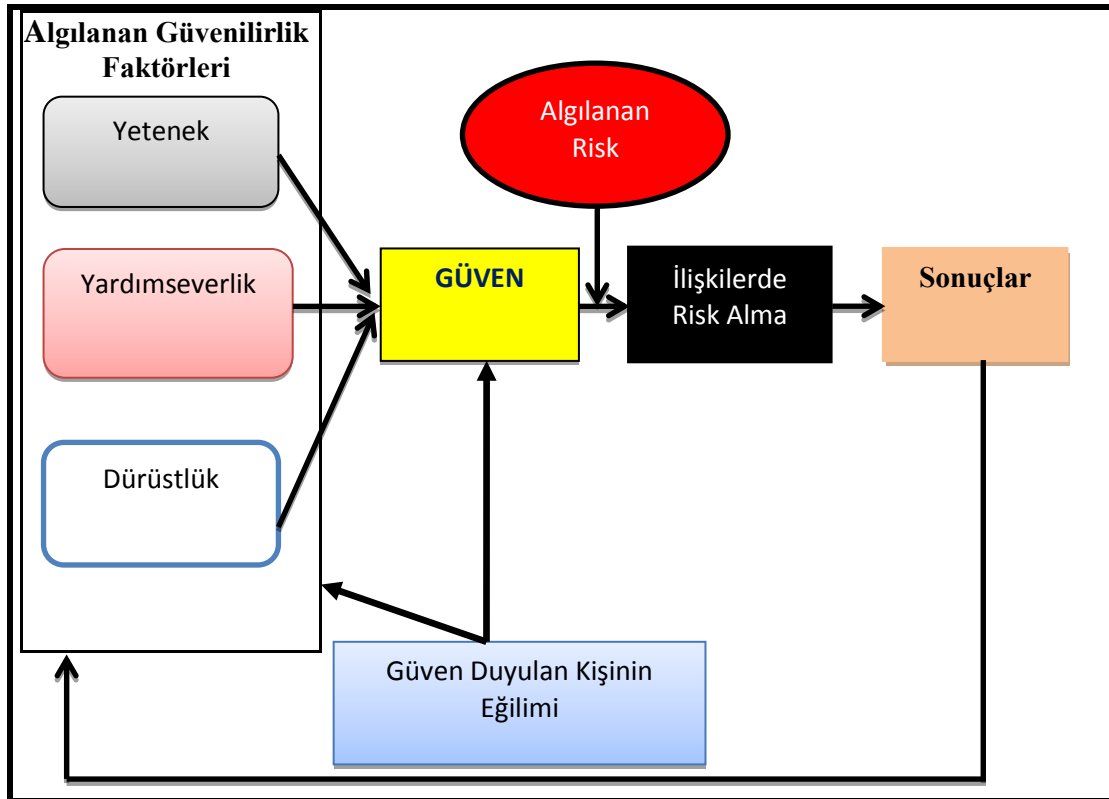 Algılanan Güvenilirlik
Faktörleri
Yetenek
Yardımseverlik
Dürüstlük
Algılanan
Risk
GÜVEN
İlişkilerde
Risk Alma
Sonuçlar
Güven Duyulan Kişinin
Eğilimi